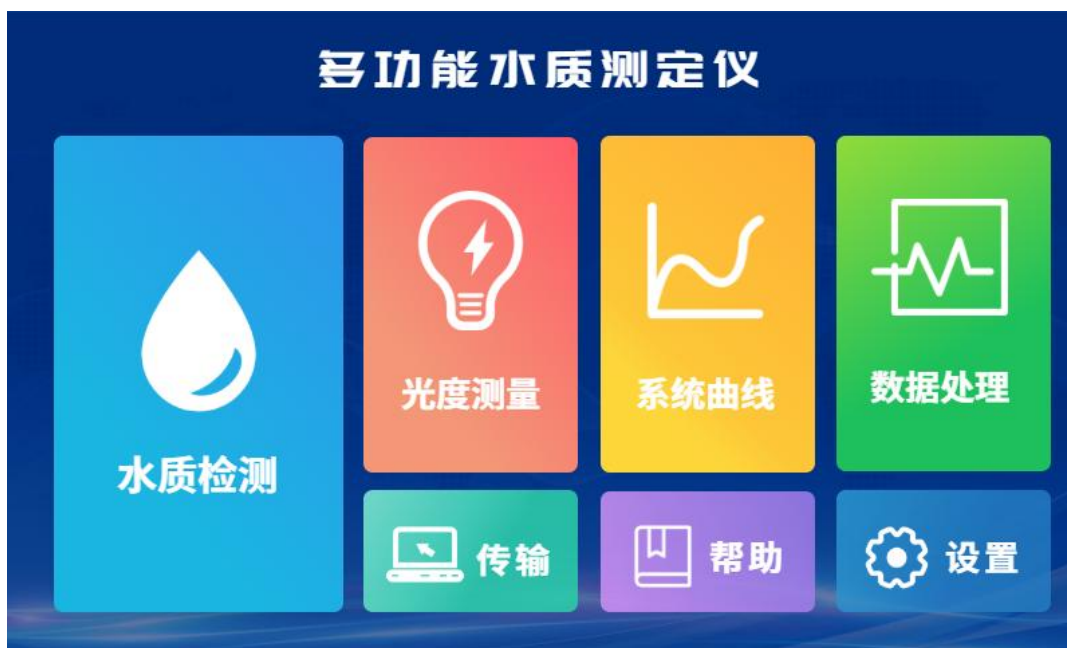 多功能水质测定仪
水质检测
光度测量
系统曲线
数据处理
传输
帮助
设置